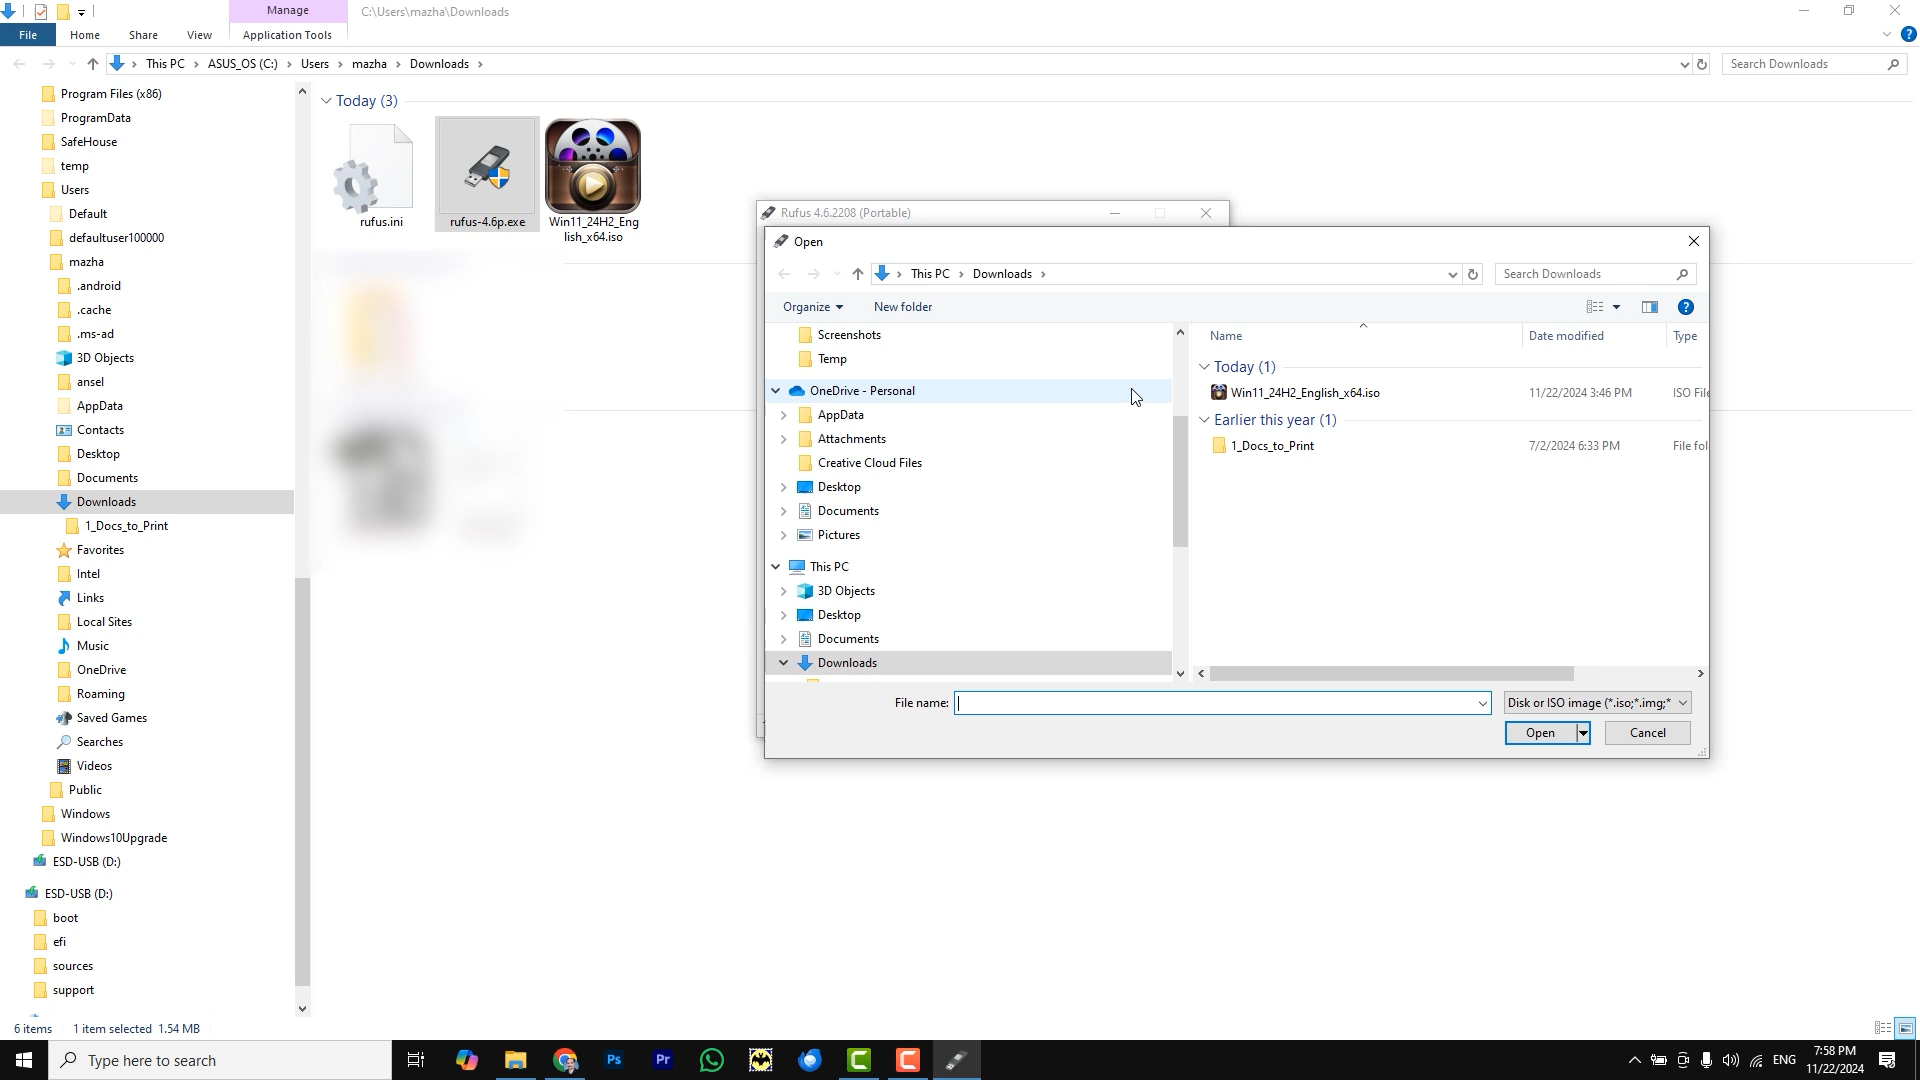 Manage
C:\Users\mazha\Downloads
File
Home
Share
View
Application Tools
This PC
ASUS_OS (C:)
Users
mazha
Downloads
Search Downloads
Program Files (x86)
ProgramData
SafeHouse
temp
Users
Default
defaultuser100000
mazha
.android
.cache
.ms-ad
3D Objects
ansel
AppData
Contacts
Desktop
Documents
Downloads
1_Docs_to_Print
Favorites
Intel
Links
Local Sites
Music
OneDrive
Roaming
Saved Games
Searches
Videos
Public
Windows
Windows10Upgrade
ESD-USB (D:)
ESD-USB (D:)
boot
efi
sources
support
Today (3)
rufus.ini
rufus-4.6p.exe
Win11_24H2_Eng
lish_x64.iso
Rufus 4.6.2208 (Portable)
Open
This PC
Downloads
Search Downloads
Organize
New folder
Screenshots
Temp
OneDrive - Personal
AppData
Attachments
Creative Cloud Files
Desktop
Documents
Pictures
This PC
3D Objects
Desktop
Documents
Downloads
Name
Date modified
Type
Today (1)
Win11_24H2_English_x64.iso
11/22/2024 3:46 PM
ISO File
Earlier this year (1)
1_Docs_to_Print
7/2/2024 6:33 PM
File fol
File name:
Disk or ISO image (*.iso;*.img;*
Open
Cancel
6 items
1 item selected 1.54 MB
Type here to search
Ps
Pr
ENG
7:58 PM
11/22/2024